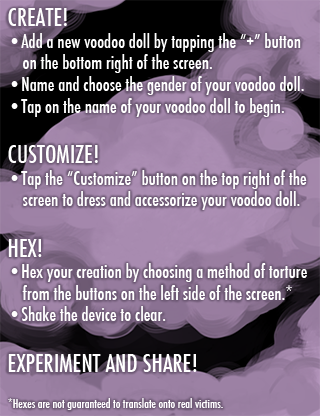 CREATE!
• Add a new voodoo doll by tapping the “+” button
on the bottom right of the screen.
• Name and choose the gender of your voodoo doll.
• Tap on the name of your voodoo doll to begin.
CUSTOMIZE!
• Tap the “Customize” button on the top right of the
screen to dress and accessorize your voodoo doll.
HEX!
• Hex your creation by choosing a method of torture
from the buttons on the left side of the screen.*
• Shake the device to clear.
EXPERIMENT AND SHARE!
*Hexes are not guaranteed to translate onto real victims.